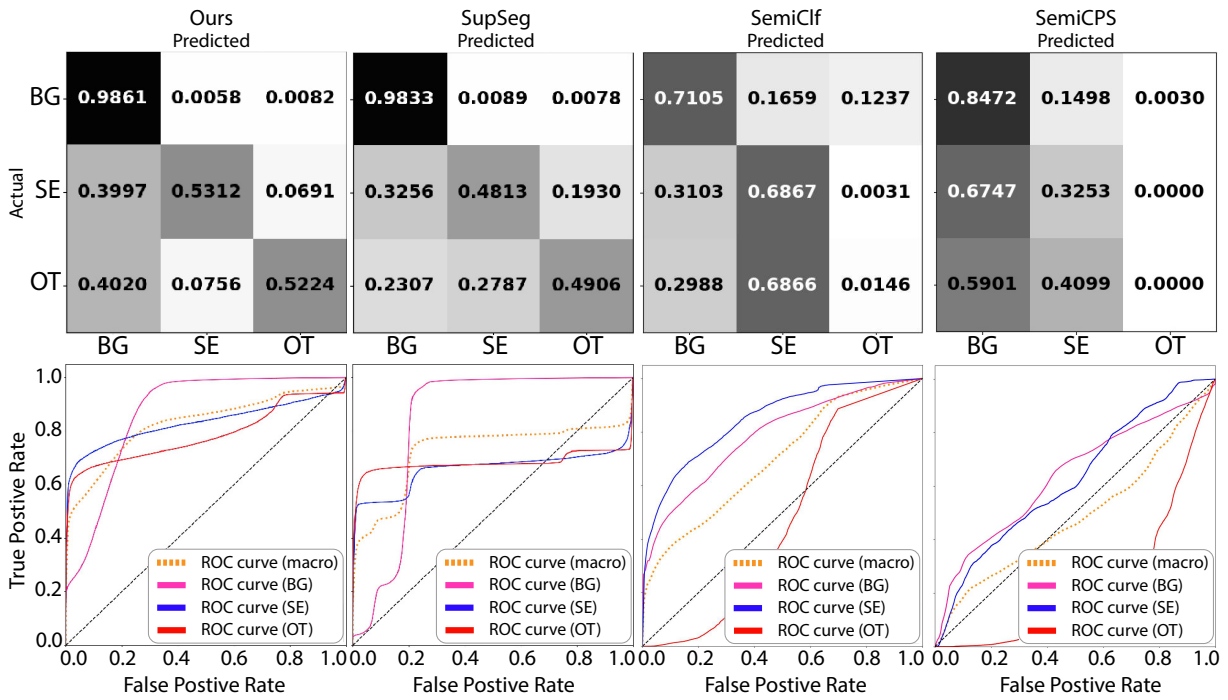 Ours SupSeg SemiClf SemiCPS
Predicted Predicted Predicted Predicted
BG 0.9861 0.0058 0.0082 0.9833 0.0089 0.0078 0.7105 0.1659 0.1237 0.8472 0.1498 0.0030
Actual
SE 0.3997 0.5312 0.0691 0.3256 0.4813 0.1930 0.3103 0.6867 0.0031 0.6747 0.3253 0.0000
OT 0.4020 0.0756 0.5224 0.2307 0.2787 0.4906 0.2988 0.6866 0.0146 0.5901 0.4099 0.0000
BG SE OT BG SE OT BG SE OT BG SE OT
True Postive Rate
1.0
0.8
0.6
0.4
0.2
0.0
ROC curve (macro) ROC curve (macro) ROC curve (macro) ROC curve (macro)
ROC curve (BG) ROC curve (BG) ROC curve (BG) ROC curve (BG)
ROC curve (SE) ROC curve (SE) ROC curve (SE) ROC curve (SE)
ROC curve (OT) ROC curve (OT) ROC curve (OT) ROC curve (OT)
0.0 0.2 0.4 0.6 0.8 1.0 0.0 0.2 0.4 0.6 0.8 1.0 0.0 0.2 0.4 0.6 0.8 1.0 0.0 0.2 0.4 0.6 0.8 1.0
False Postive Rate False Postive Rate False Postive Rate False Postive Rate